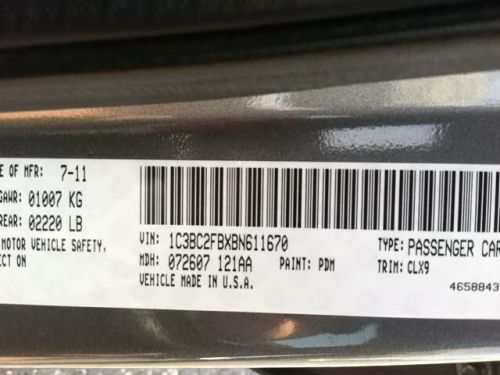 E OF MFR: 7-11
GAWR: 01007 KG
REAR: 02220 LB
MOTOR VEHICLE SAFETY,
ECT ON
VIN: 1C3BC2FBXBN611670
TYPE: PASSENGER CAR
MDH: 072607 121AA PAINT: PDM
TRIM: CLX9
VEHICLE MADE IN U.S.A.
4658843